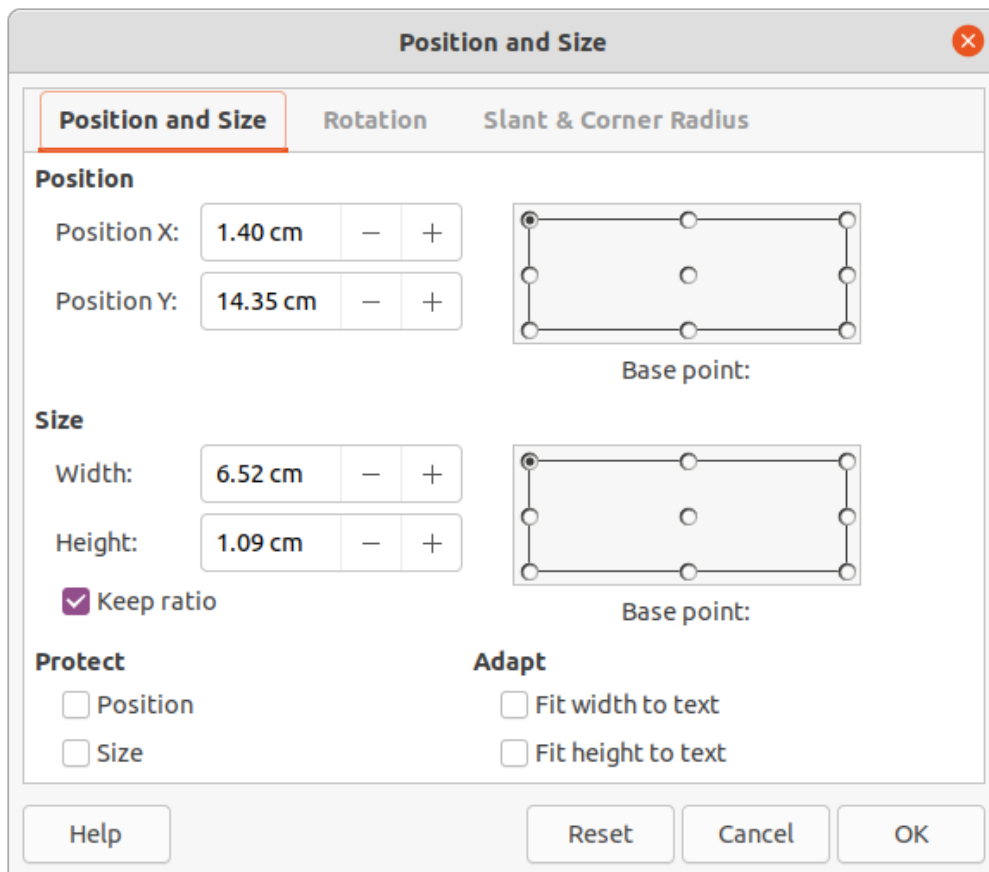 Position and Size
Position and Size Rotation Slant & Corner Radius
Position
Position X: 1.40 cm − +
Position Y: 14.35 cm − +
Base point:
Size
Width: 6.52 cm − +
Height: 1.09 cm − +
Keep ratio
Base point:
Protect Adapt
Position Fit width to text
Size Fit height to text
Help Reset Cancel OK